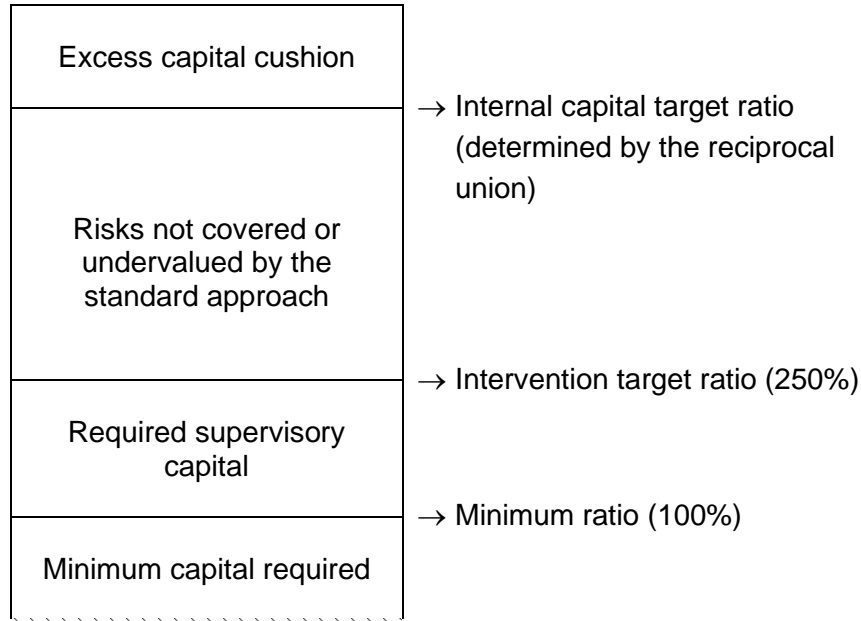 Excess capital cushion
→ Internal capital target ratio
(determined by the reciprocal
union)
Risks not covered or
undervalued by the
standard approach
→ Intervention target ratio (250%)
Required supervisory
capital
→ Minimum ratio (100%)
Minimum capital required